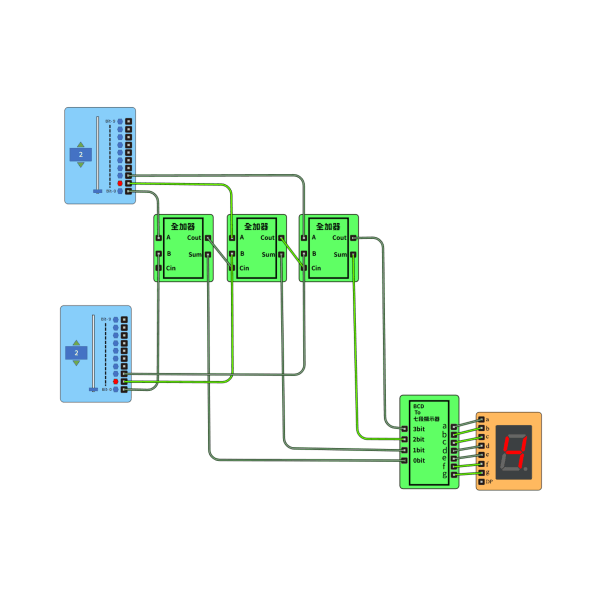 Bit-9
2
Bit-0
全加器
A Cout
B Sum
Cin
全加器
A Cout
B Sum
Cin
全加器
A Cout
B Sum
Cin
Bit-9
2
Bit-0
BCD
To
七段顯示器
3bit
2bit
1bit
0bit
a
b
c
d
e
f
g
a
b
c
d
e
f
g
DP
4